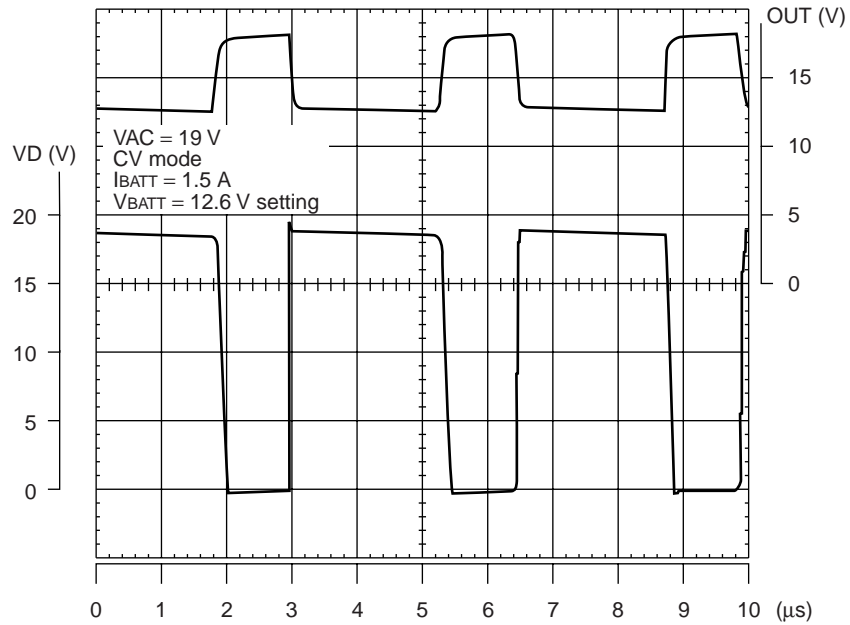 OUT (V)
15
10
5
0
VAC = 19 V
CV mode
IBATT = 1.5 A
VBATT = 12.6 V setting
VD (V)
20
15
10
5
0
0 1 2 3 4 5 6 7 8 9 10 (μs)